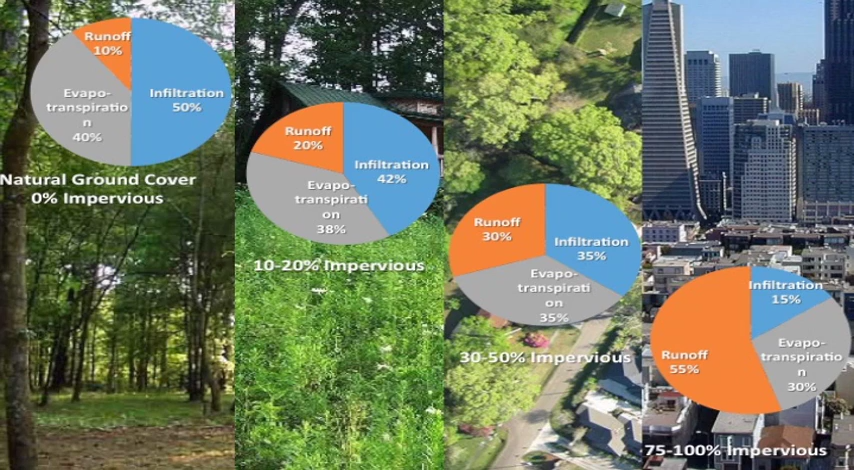 Runoff
10%
Infiltration
50%
Evapo-
transpiratio
n
40%
Natural Ground Cover
0% Impervious
Runoff
20%
Infiltration
42%
Evapo-
transpirati
on
38%
10-20% Impervious
Runoff
30%
Infiltration
35%
Evapo-
transpirati
on
35%
30-50% Impervious
Infiltration
15%
Evapo-
transpiratio
n
30%
Runoff
55%
75-100% Impervious